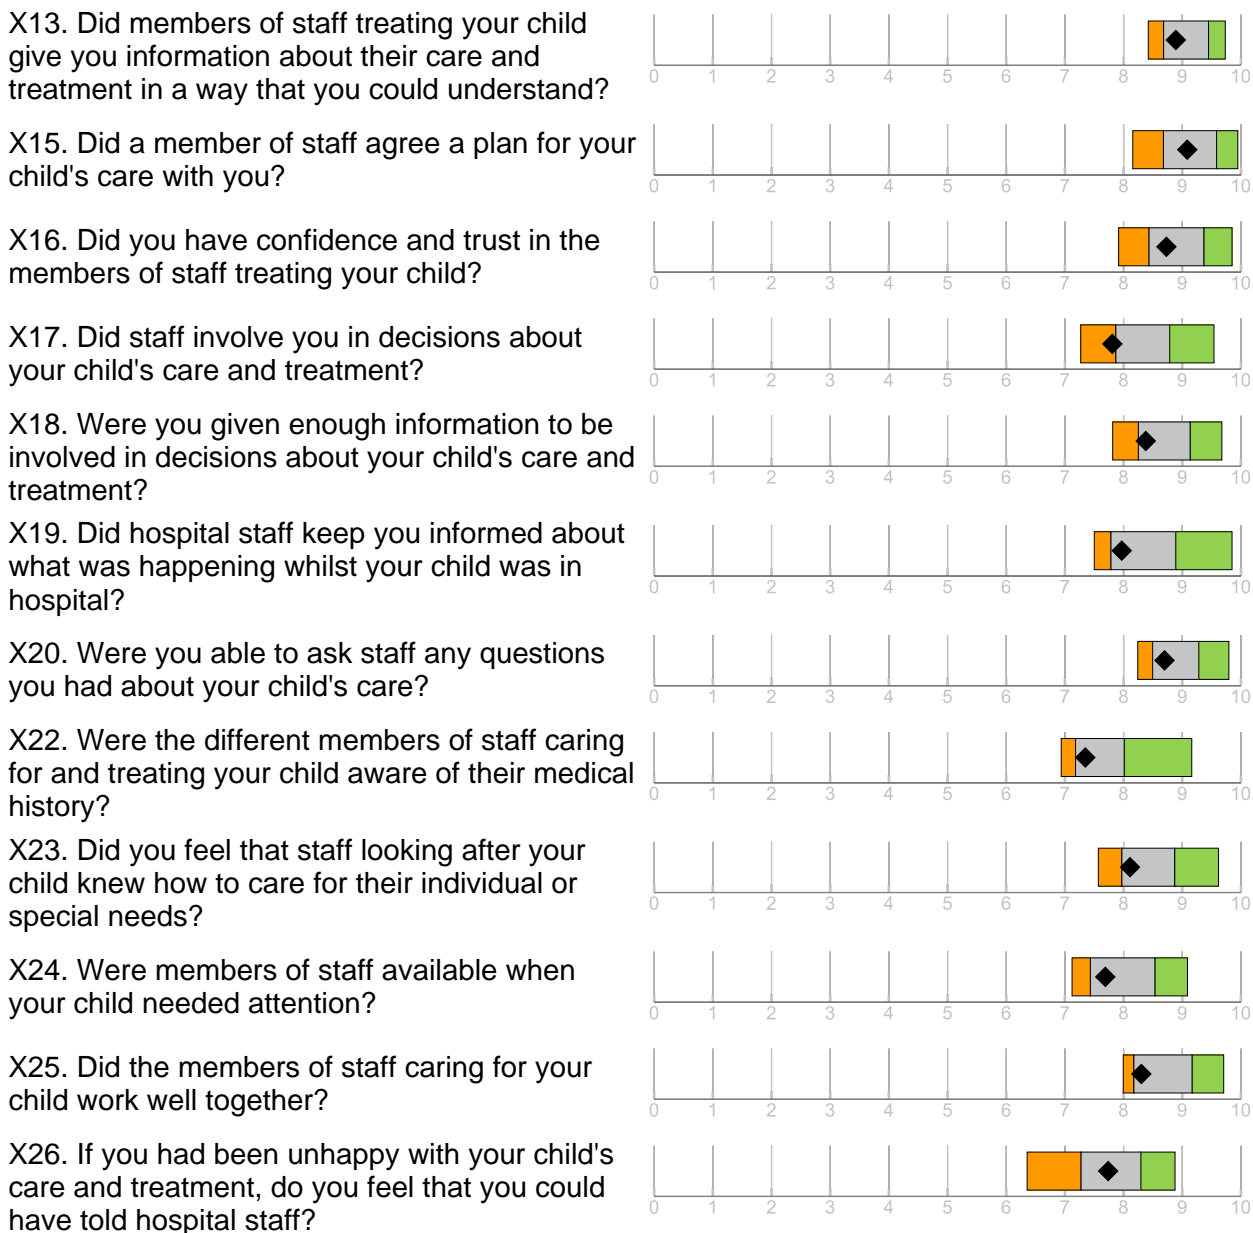 X13. Did members of staff treating your child
give you information about their care and
treatment in a way that you could understand?
0 1 2 3 4 5 6 7 8 9 10
X15. Did a member of staff agree a plan for your
child's care with you?
0 1 2 3 4 5 6 7 8 9 10
X16. Did you have confidence and trust in the
members of staff treating your child?
0 1 2 3 4 5 6 7 8 9 10
X17. Did staff involve you in decisions about
your child's care and treatment?
0 1 2 3 4 5 6 7 8 9 10
X18. Were you given enough information to be
involved in decisions about your child's care and
treatment?
0 1 2 3 4 5 6 7 8 9 10
X19. Did hospital staff keep you informed about
what was happening whilst your child was in
hospital?
0 1 2 3 4 5 6 7 8 9 10
X20. Were you able to ask staff any questions
you had about your child's care?
0 1 2 3 4 5 6 7 8 9 10
X22. Were the different members of staff caring
for and treating your child aware of their medical
history?
0 1 2 3 4 5 6 7 8 9 10
X23. Did you feel that staff looking after your
child knew how to care for their individual or
special needs?
0 1 2 3 4 5 6 7 8 9 10
X24. Were members of staff available when
your child needed attention?
0 1 2 3 4 5 6 7 8 9 10
X25. Did the members of staff caring for your
child work well together?
0 1 2 3 4 5 6 7 8 9 10
X26. If you had been unhappy with your child's
care and treatment, do you feel that you could
have told hospital staff?
0 1 2 3 4 5 6 7 8 9 10